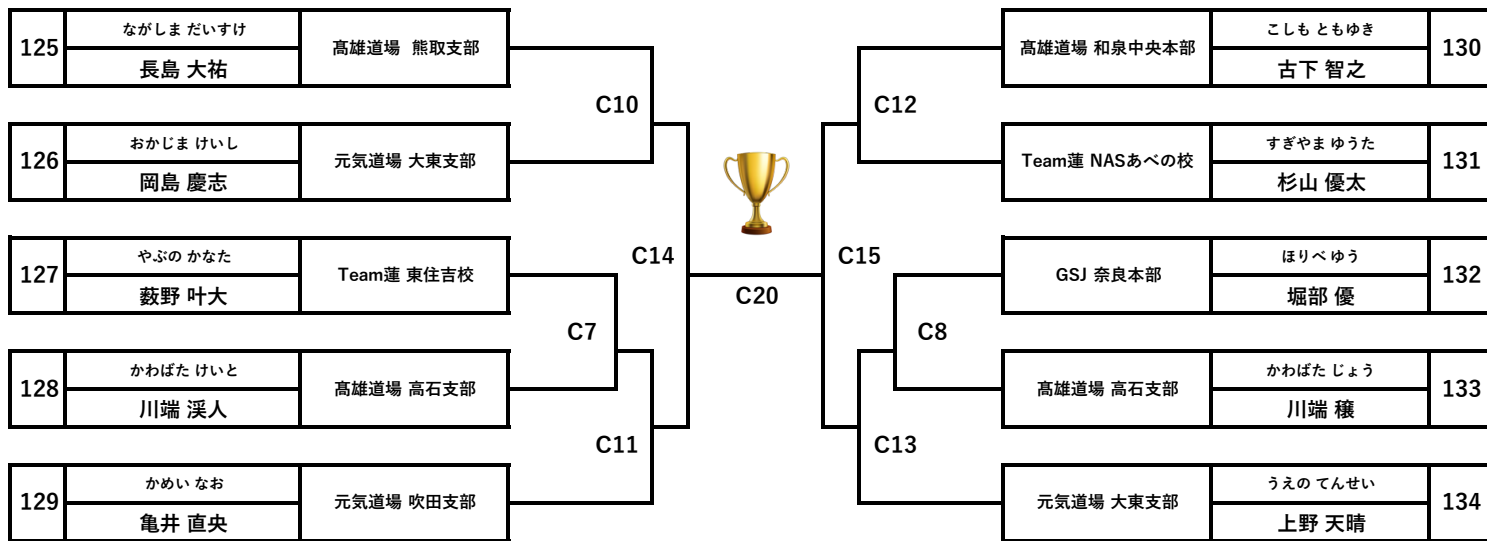 125
ながしま だいすけ
長島 大祐
髙雄道場 熊取支部
126
おかじま けいし
岡島 慶志
元気道場 大東支部
127
やぶの かなた
薮野 叶大
Team蓮 東住吉校
128
かわばた けいと
川端 渓人
髙雄道場 高石支部
129
かめい なお
亀井 直央
元気道場 吹田支部
C10
C14
C7
C11
C20
C12
C15
C8
C13
髙雄道場 和泉中央本部
こしも ともゆき
古下 智之
130
Team蓮 NASあべの校
すぎやま ゆうた
杉山 優太
131
GSJ 奈良本部
ほりべ ゆう
堀部 優
132
髙雄道場 高石支部
かわばた じょう
川端 穣
133
元気道場 大東支部
うえの てんせい
上野 天晴
134